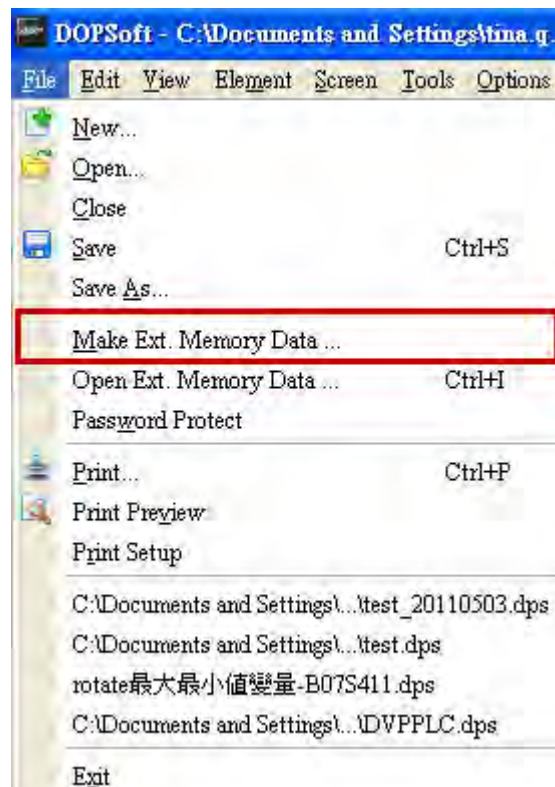 DOPSoft - C:\Documents and Settings\tina.q.
File Edit View Element Screen Tools Options
New...
Open...
Close
Save Ctrl+S
Save As...
Make Ext. Memory Data ...
Open Ext. Memory Data ... Ctrl+I
Password Protect
Print... Ctrl+P
Print Preview
Print Setup
C:\Documents and Settings\...\test_20110503.dps
C:\Documents and Settings\...\test.dps
rotate最大最小值變量-B07S411.dps
C:\Documents and Settings\...\DVPPLC.dps
Exit